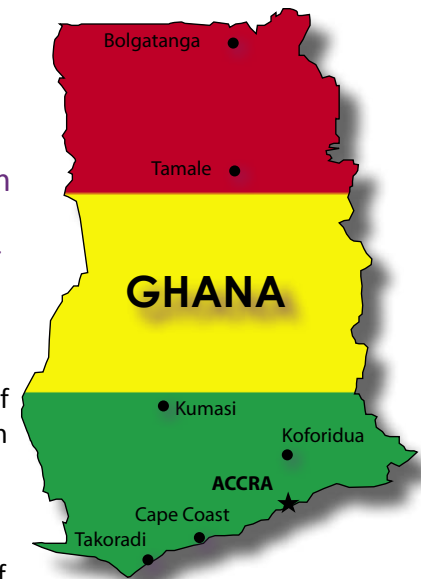 Bolgatanga
Tamale
GHANA
Kumasi
Koforidua
ACCRA
Cape Coast
Takoradi